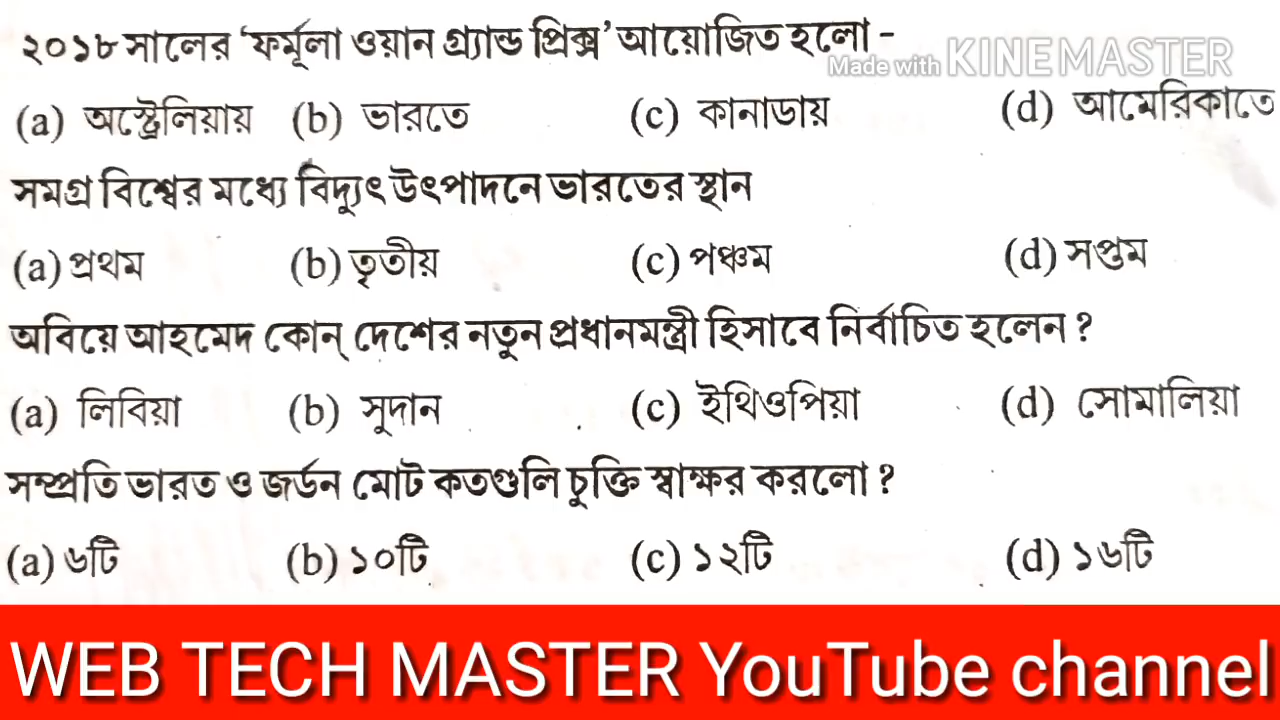 ২০১৮ সালের 'ফর্মূলা ওয়ান গ্র্যান্ড প্রিক্স' আয়োজিত হলো -
Made with KINEMASTER
(a) অস্ট্রেলিয়ায় (b) ভারতে (c) কানাডায় (d) আমেরিকাতে
সমগ্র বিশ্বের মধ্যে বিদ্যুৎ উৎপাদনে ভারতের স্থান
(a) প্রথম (b) তৃতীয় (c) পঞ্চম (d) সপ্তম
অবিয়ে আহমেদ কোন্ দেশের নতুন প্রধানমন্ত্রী হিসাবে নির্বাচিত হলেন ?
(a) লিবিয়া (b) সুদান (c) ইথিওপিয়া (d) সোমালিয়া
সম্প্রতি ভারত ও জর্ডন মোট কতগুলি চুক্তি স্বাক্ষর করলো ?
(a) ৬টি (b) ১০টি (c) ১২টি (d) ১৬টি
WEB TECH MASTER YouTube channel